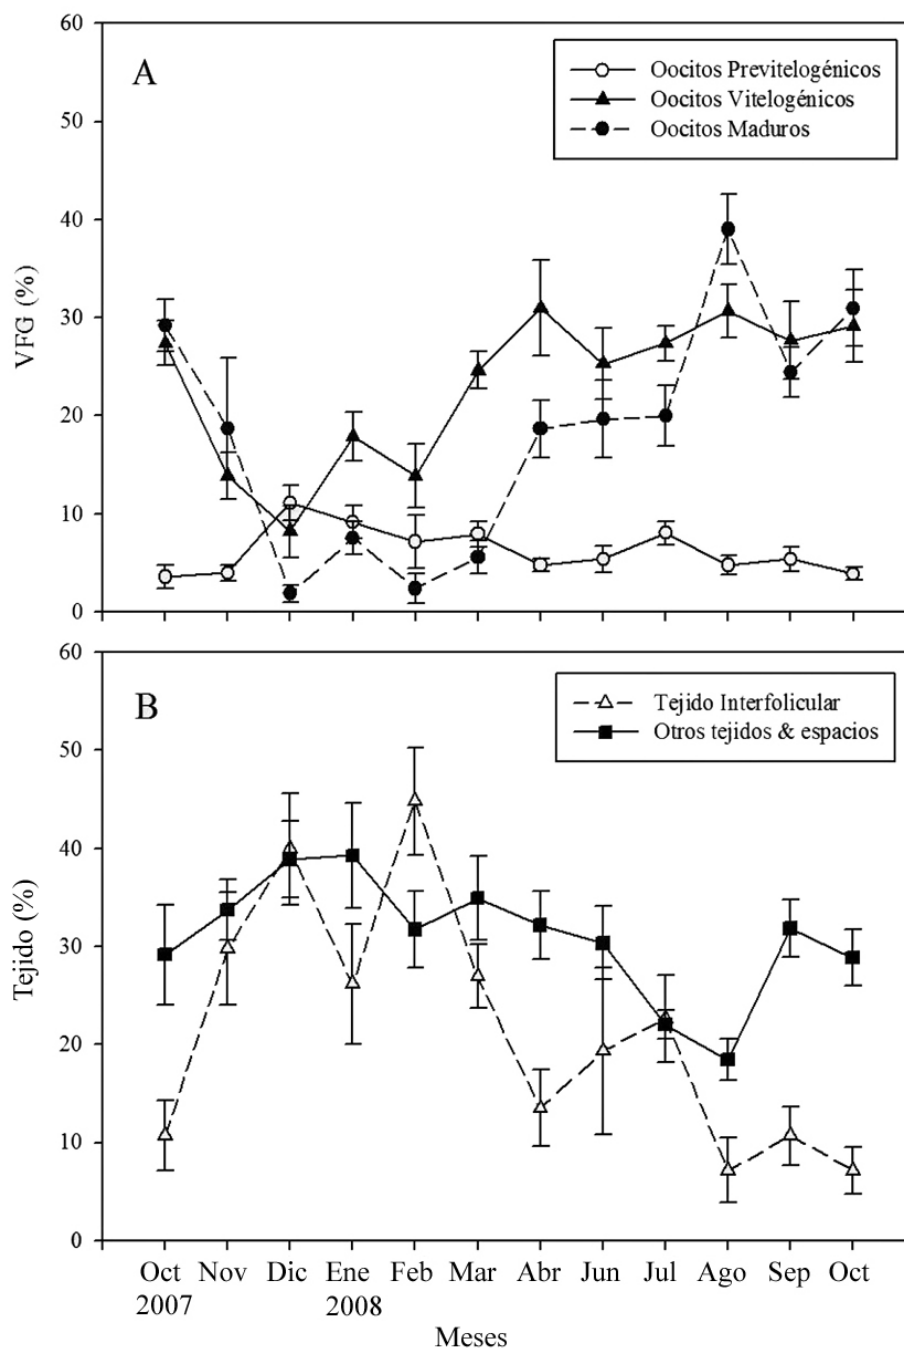 60
A
Oocitos Previtelogénicos
Oocitos Vitelogénicos
Oocitos Maduros
50
40
VFG (%)
30
20
10
0
60
B
Tejido Interfolicular
Otros tejidos & espacios
50
40
Tejido (%)
30
20
10
0
Oct Nov Dic Ene Feb Mar Abr Jun Jul Ago Sep Oct
2007 2008
Meses